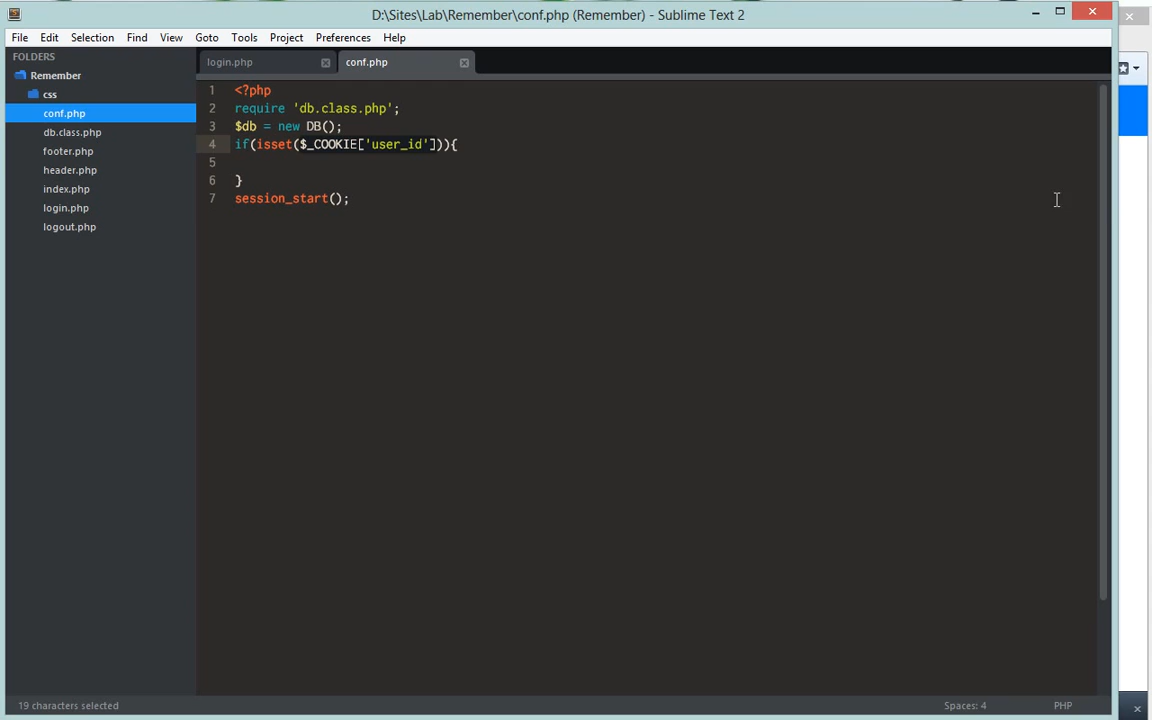 D:\Sites\Lab\Remember\conf.php (Remember) - Sublime Text 2
File Edit Selection Find View Goto Tools Project Preferences Help
FOLDERS
Remember
css
conf.php
db.class.php
footer.php
header.php
index.php
login.php
logout.php
login.php conf.php
1 <?php
2 require 'db.class.php';
3 $db = new DB();
4 if(isset($_COOKIE['user_id'])){
5
6 }
7 session_start();
19 characters selected Spaces: 4 PHP